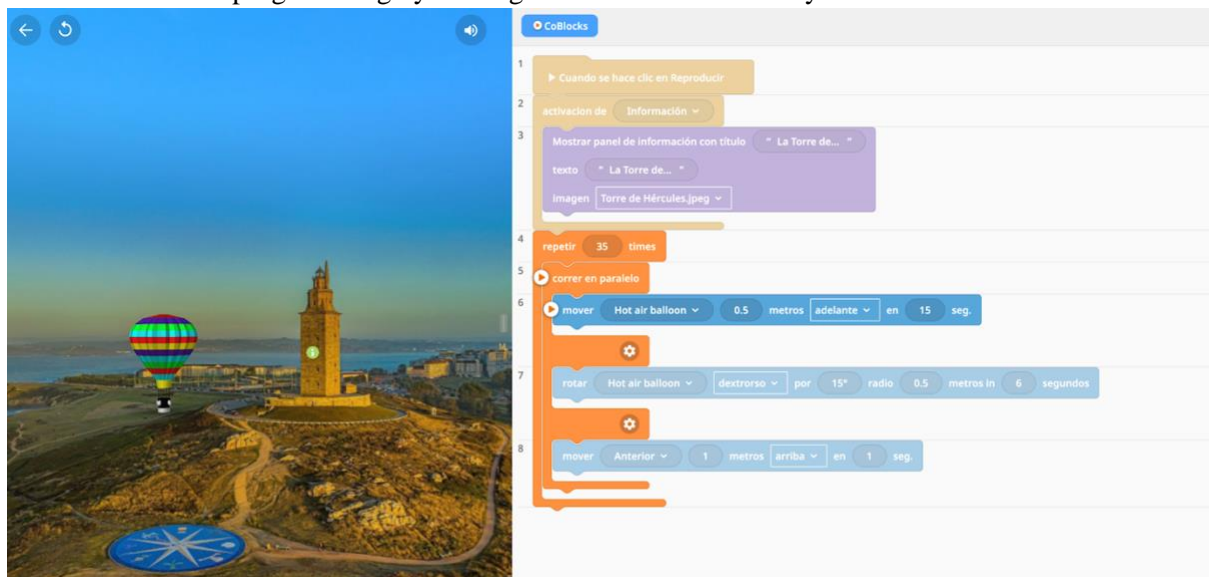 CoBlocks
1
Cuando se hace clic en Reproducir
2
activacion de Información
3
Mostrar panel de información con título " La Torre de... "
texto " La Torre de... "
Imagen Torre de Hércules.jpeg
4
repetir 35 times
5
correr en paralelo
6
mover Hot air balloon 0.5 metros adelante en 15 seg.
7
rotar Hot air balloon dextrorso por 15° radio 0.5 metros in 6 segundos
8
mover Anterior 1 metros arriba en 1 seg.